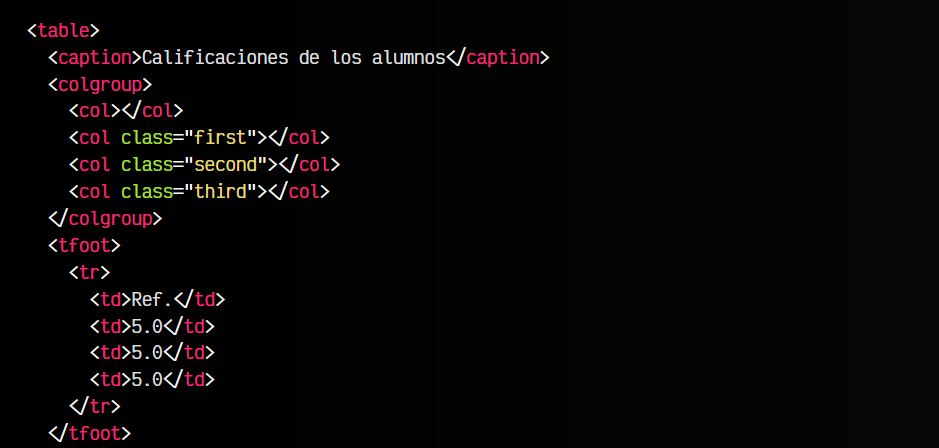 <table>
<caption>Calificaciones de los alumnos</caption>
<colgroup>
<col></col>
<col class="first"></col>
<col class="second"></col>
<col class="third"></col>
</colgroup>
<tfoot>
<tr>
<td>Ref.</td>
<td>5.0</td>
<td>5.0</td>
<td>5.0</td>
</tr>
</tfoot>